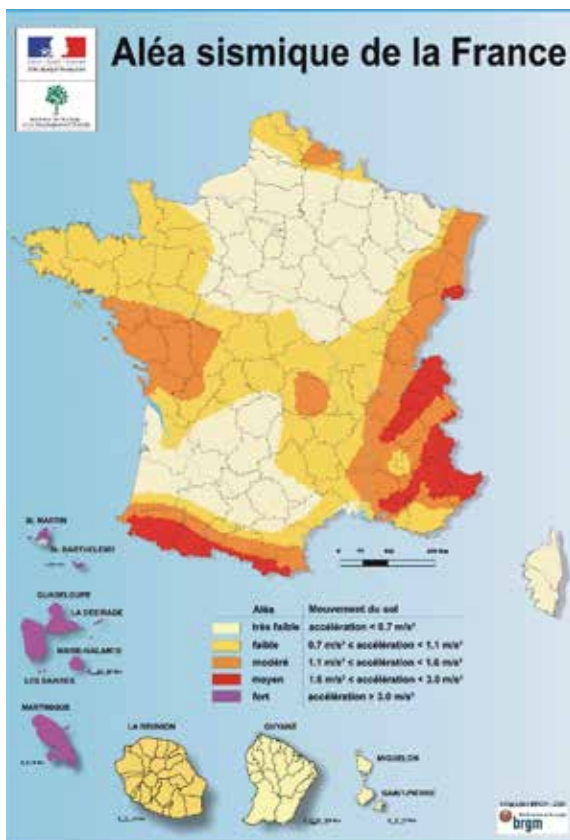 Aléa sismique de la France
ST. MARTIN
St. BARTHELEMY
GUADELOUPE
LA DÉSIRADE
MARIE-GALANTE
LES SAINTES
MARTINIQUE
Aléa Mouvement du sol
très faible accélération < 0.7 m/s²
faible 0.7 m/s² ≤ accélération < 1.1 m/s²
modéré 1.1 m/s² ≤ accélération < 1.6 m/s²
moyen 1.6 m/s² ≤ accélération < 3.0 m/s²
fort accélération ≥ 3.0 m/s²
LA RÉUNION
GUYANE
MIQUELON
SAINT-PIERRE
brgm